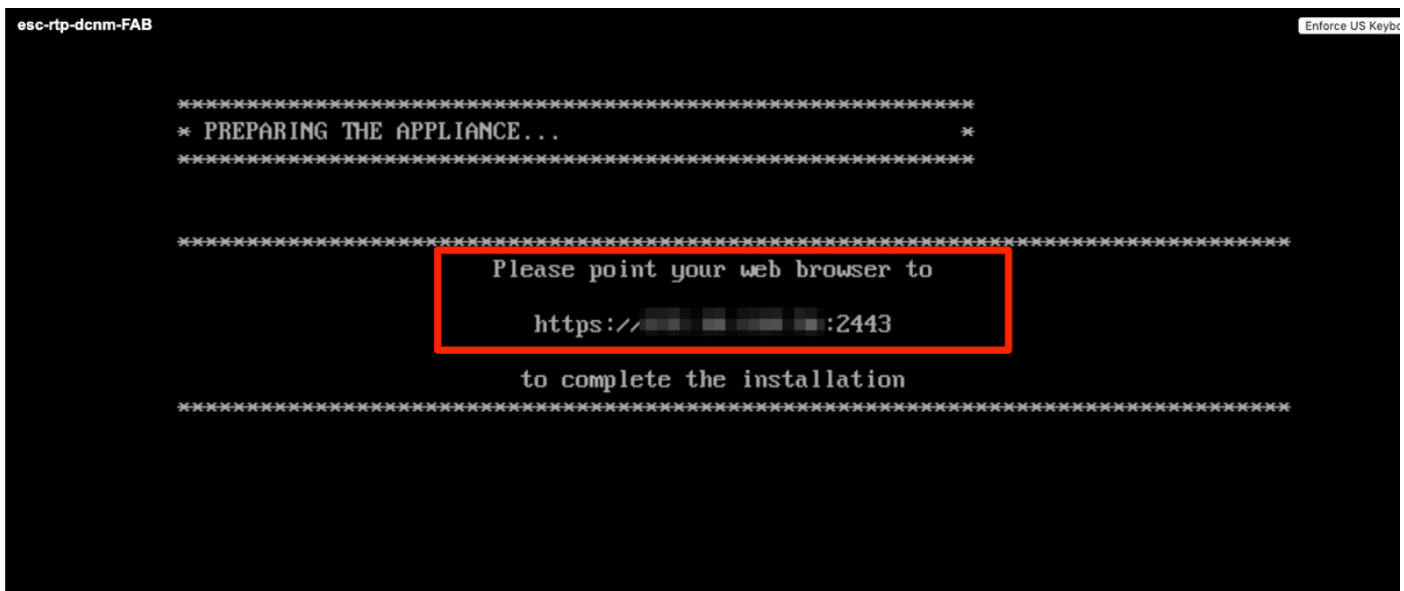 esc-rtp-dcnm-FAB
Enforce US Keybo
*********************************************************
* PREPARING THE APPLIANCE... *
*********************************************************
********************************************************************************
Please point your web browser to
https:// :2443
to complete the installation
********************************************************************************